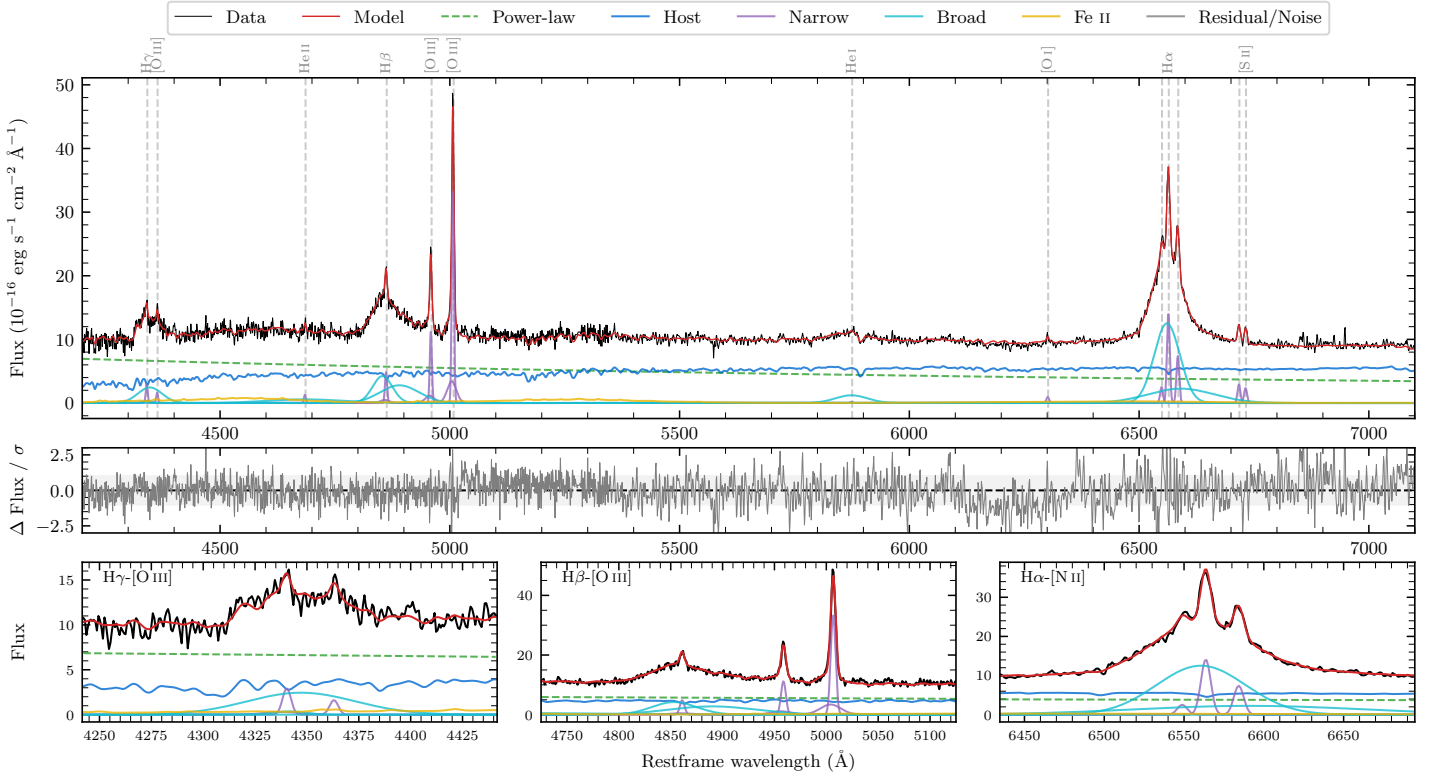 Data Model Power-law Host Narrow Broad Fe II Residual/Noise
Hγ [O III] He II Hβ [O III] [O III] He I [O I] Hα [S II]
Flux (10⁻¹⁶ erg s⁻¹ cm⁻² Å⁻¹)
50
40
30
20
10
0
4500 5000 5500 6000 6500 7000
Δ Flux / σ
2.5
0.0
−2.5
4500 5000 5500 6000 6500 7000
Flux
Hγ-[O III]
15
10
5
0
4250 4275 4300 4325 4350 4375 4400 4425
Hβ-[O III]
40
20
0
4750 4800 4850 4900 4950 5000 5050 5100
Hα-[N II]
30
20
10
0
6450 6500 6550 6600 6650
Restframe wavelength (Å)